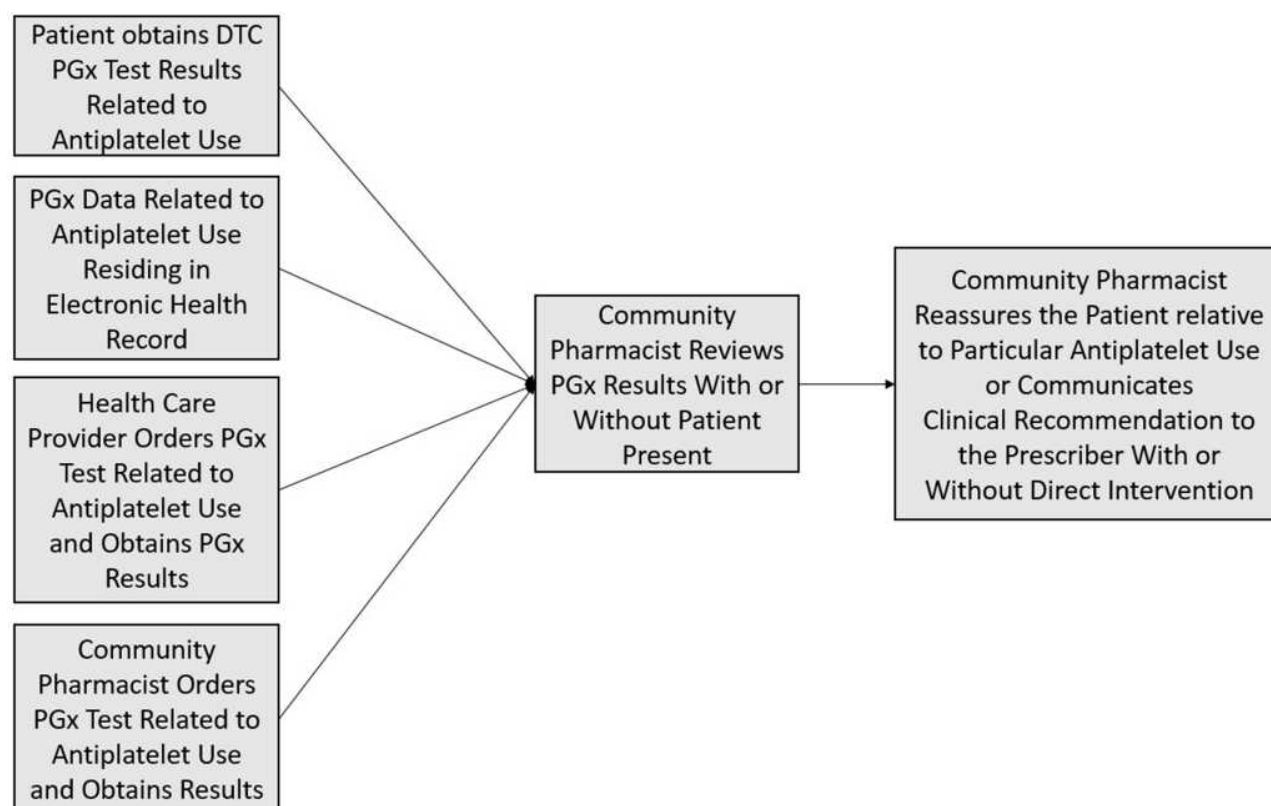 Patient obtains DTC
PGx Test Results
Related to
Antiplatelet Use
PGx Data Related to
Antiplatelet Use
Residing in
Electronic Health
Record
Health Care
Provider Orders PGx
Test Related to
Antiplatelet Use
and Obtains PGx
Results
Community
Pharmacist Orders
PGx Test Related to
Antiplatelet Use
and Obtains Results
Community
Pharmacist Reviews
PGx Results With or
Without Patient
Present
Community Pharmacist
Reassures the Patient relative
to Particular Antiplatelet Use
or Communicates
Clinical Recommendation to
the Prescriber With or
Without Direct Intervention